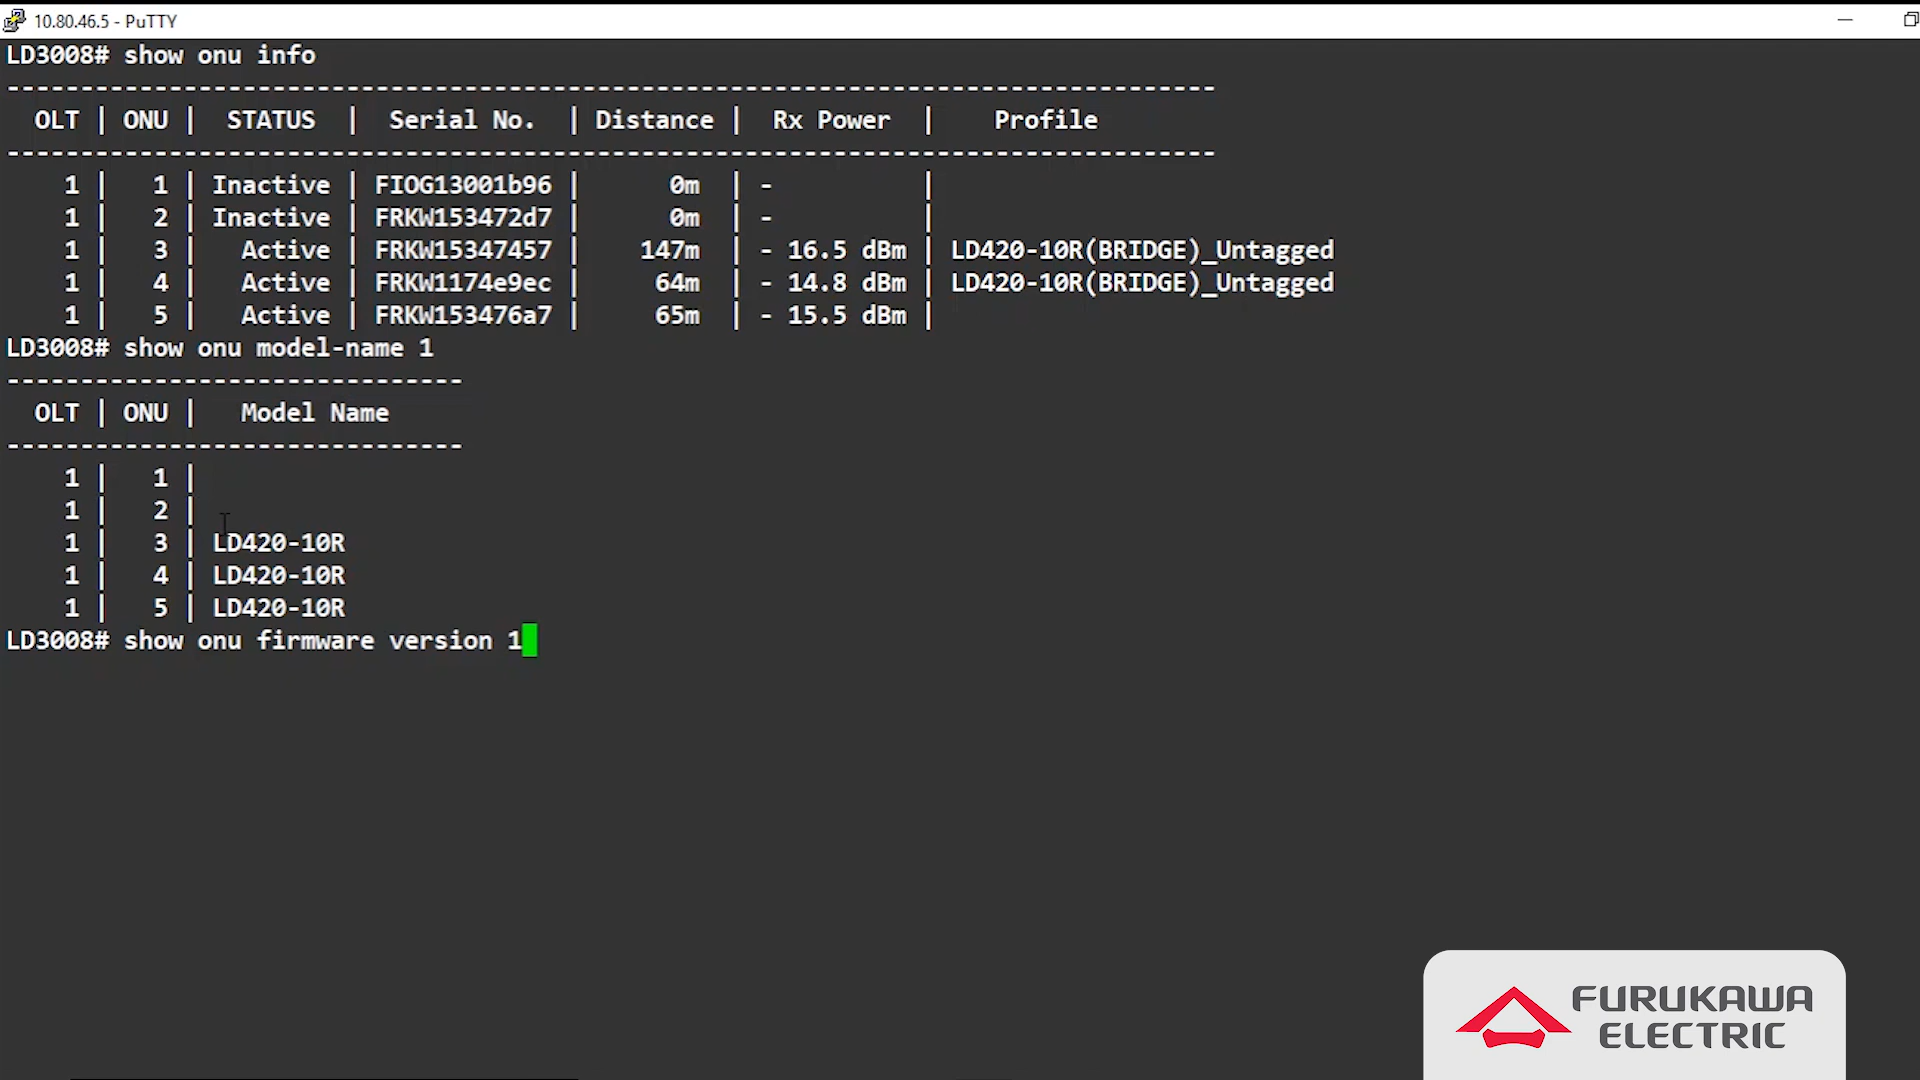 10.80.46.5 - PuTTY
LD3008# show onu info
-----------------------------------------------------------------------------------
OLT | ONU | STATUS | Serial No. | Distance | Rx Power | Profile
-----------------------------------------------------------------------------------
1 | 1 | Inactive | FIOG13001b96 | 0m | - |
1 | 2 | Inactive | FRKW153472d7 | 0m | - |
1 | 3 | Active | FRKW15347457 | 147m | - 16.5 dBm | LD420-10R(BRIDGE)_Untagged
1 | 4 | Active | FRKW1174e9ec | 64m | - 14.8 dBm | LD420-10R(BRIDGE)_Untagged
1 | 5 | Active | FRKW153476a7 | 65m | - 15.5 dBm |
LD3008# show onu model-name 1
-------------------------------
OLT | ONU | Model Name
-------------------------------
1 | 1 |
1 | 2 |
1 | 3 | LD420-10R
1 | 4 | LD420-10R
1 | 5 | LD420-10R
LD3008# show onu firmware version 1
FURUKAWA
ELECTRIC